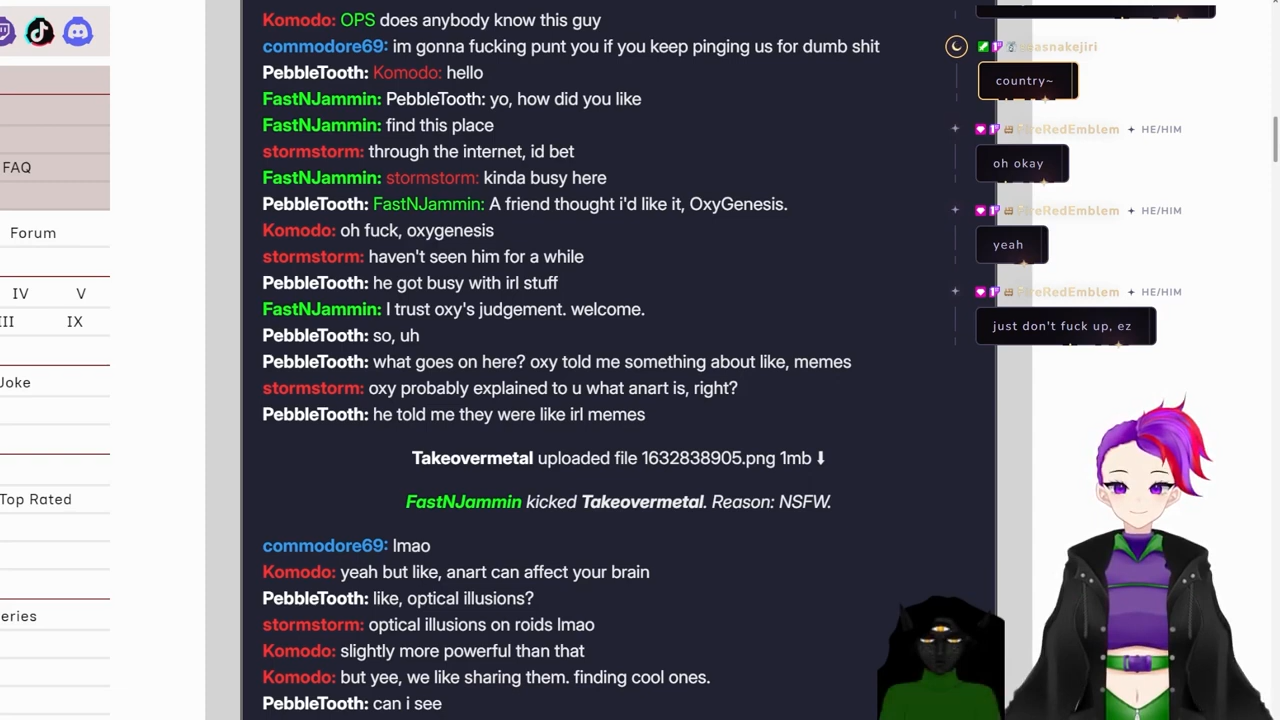 FAQ
Forum
IV V
III IX
Joke
Top Rated
eries
Komodo: OPS does anybody know this guy
commodore69: im gonna fucking punt you if you keep pinging us for dumb shit
PebbleTooth: Komodo: hello
FastNJammin: PebbleTooth: yo, how did you like
FastNJammin: find this place
stormstorm: through the internet, id bet
FastNJammin: stormstorm: kinda busy here
PebbleTooth: FastNJammin: A friend thought i'd like it, OxyGenesis.
Komodo: oh fuck, oxygenesis
stormstorm: haven't seen him for a while
PebbleTooth: he got busy with irl stuff
FastNJammin: I trust oxy's judgement. welcome.
PebbleTooth: so, uh
PebbleTooth: what goes on here? oxy told me something about like, memes
stormstorm: oxy probably explained to u what anart is, right?
PebbleTooth: he told me they were like irl memes
Takeovermetal uploaded file 1632838905.png 1mb ⬇
FastNJammin kicked Takeovermetal. Reason: NSFW.
commodore69: lmao
Komodo: yeah but like, anart can affect your brain
PebbleTooth: like, optical illusions?
stormstorm: optical illusions on roids lmao
Komodo: slightly more powerful than that
Komodo: but yee, we like sharing them. finding cool ones.
PebbleTooth: can i see
country~
FireRedEmblem HE/HIM
oh okay
FireRedEmblem HE/HIM
yeah
FireRedEmblem HE/HIM
just don't fuck up, ez